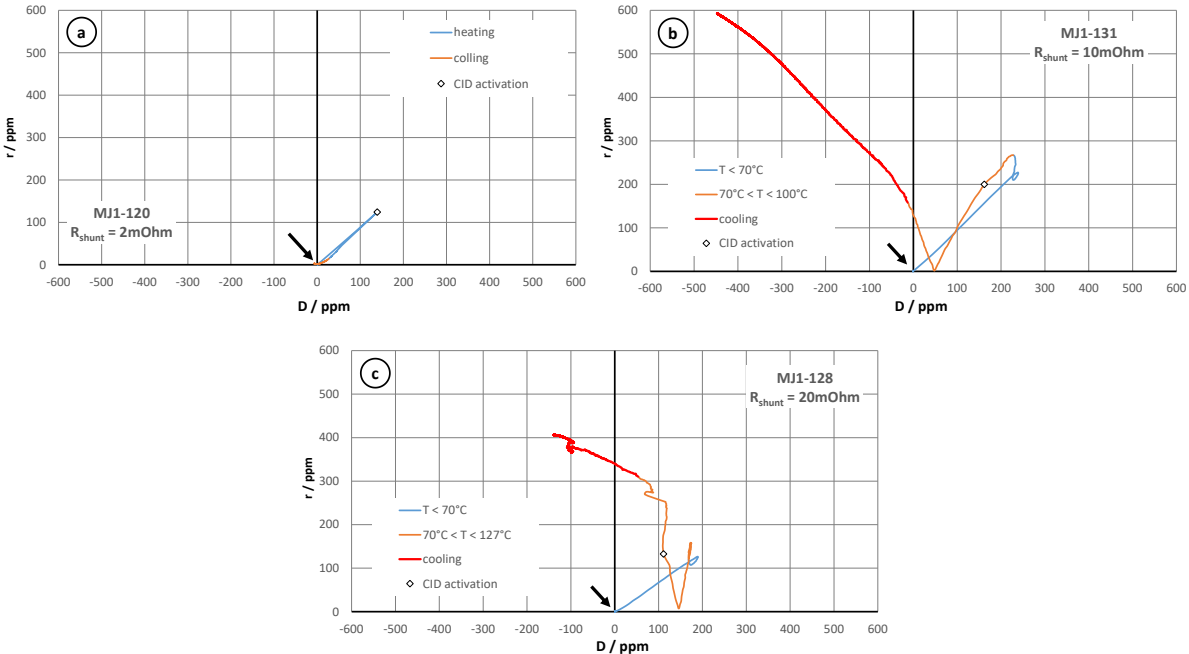 a
r / ppm
600
500
400
300
200
100
0
-600 -500 -400 -300 -200 -100 0 100 200 300 400 500 600
D / ppm
heating
colling
CID activation
MJ1-120
Rshunt = 2mOhm
b
r / ppm
600
500
400
300
200
100
0
-600 -500 -400 -300 -200 -100 0 100 200 300 400 500 600
D / ppm
MJ1-131
Rshunt = 10mOhm
T < 70°C
70°C < T < 100°C
cooling
CID activation
c
r / ppm
600
500
400
300
200
100
0
-600 -500 -400 -300 -200 -100 0 100 200 300 400 500 600
D / ppm
MJ1-128
Rshunt = 20mOhm
T < 70°C
70°C < T < 127°C
cooling
CID activation